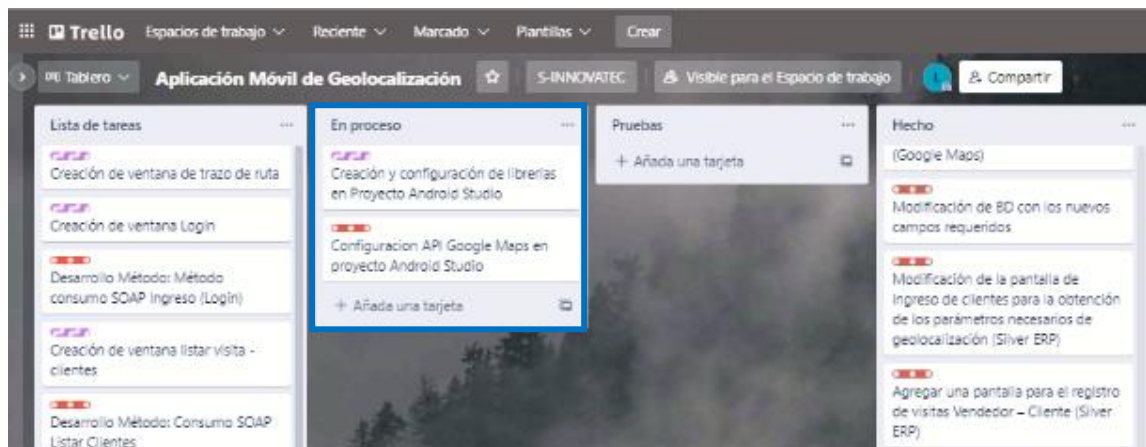 Trello Espacios de trabajo Reciente Marcado Plantillas Crear
Tablero Aplicación Móvil de Geolocalización S-INNOVATEC Visible para el Espacio de trabajo L Compartir
Lista de tareas
Creación de ventana de trazo de ruta
Creación de ventana Login
Desarrollo Método: Método
consumo SOAP Ingreso (Login)
Creación de ventana listar visita -
clientes
Desarrollo Método: Consumo SOAP
Listar Clientes
En proceso
Creación y configuración de librerías
en Proyecto Android Studio
Configuracion API Google Maps en
proyecto Android Studio
+ Añada una tarjeta
Pruebas
+ Añada una tarjeta
Hecho
(Google Maps)
Modificación de BD con los nuevos
campos requeridos
Modificación de la pantalla de
ingreso de clientes para la obtención
de los parámetros necesarios de
geolocalización (Silver ERP)
Agregar una pantalla para el registro
de visitas Vendedor – Cliente (Silver
ERP)